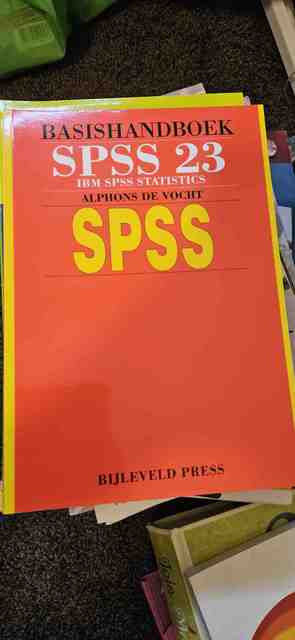 BASISHANDBOEK
SPSS 23
IBM SPSS STATISTICS
ALPHONS DE VOCHT
SPSS
BIJLEVELD PRESS